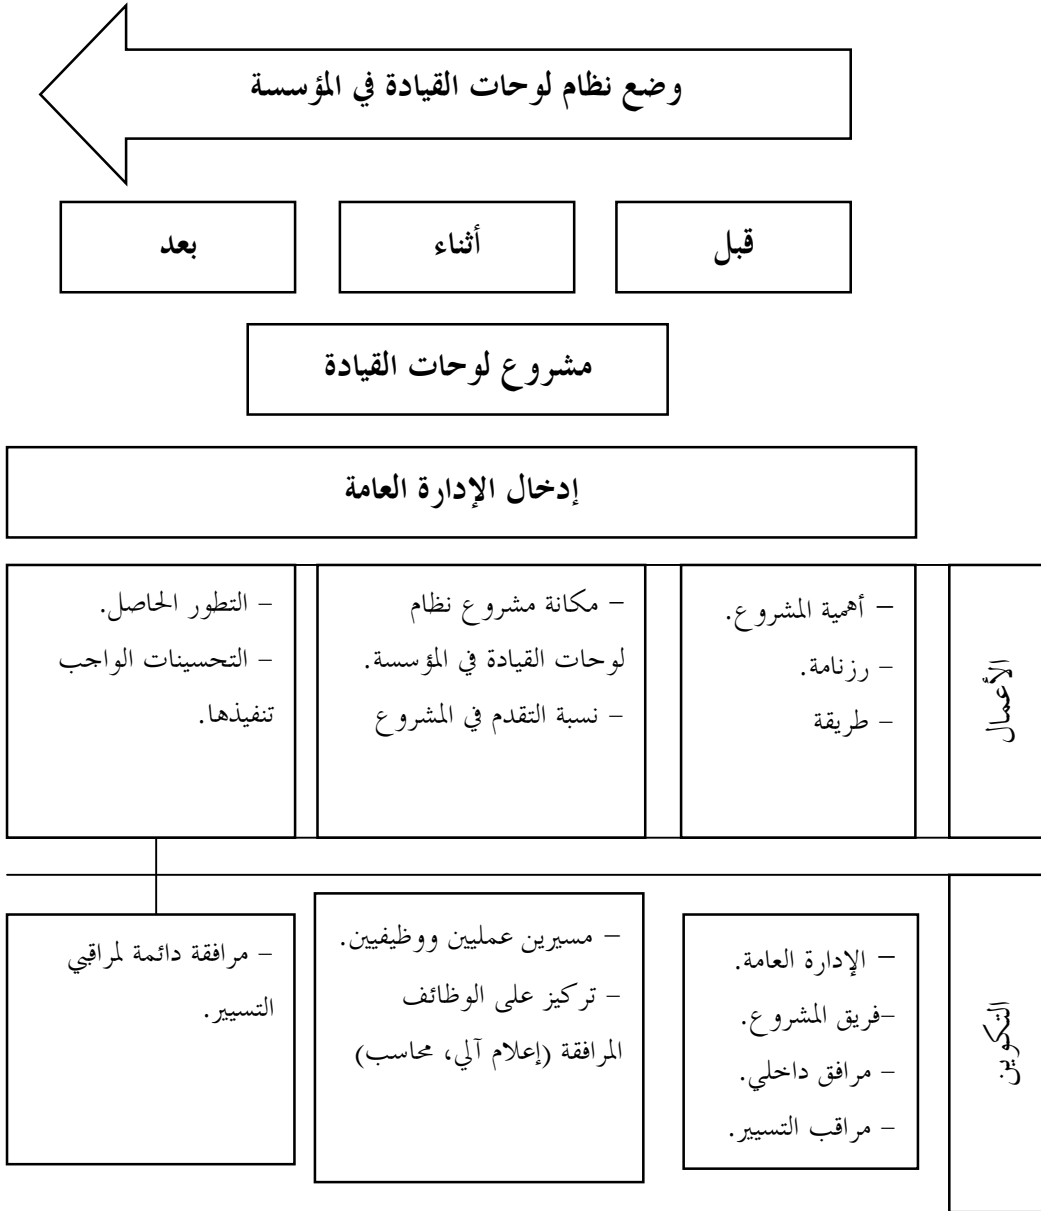 وضع نظام لوحات القيادة في المؤسسة
قبل
أثناء
بعد
مشروع لوحات القيادة
إدخال الإدارة العامة
الأعمال
– أهمية المشروع.
– رزنامة.
– طريقة
– مكانة مشروع نظام
لوحات القيادة في المؤسسة.
– نسبة التقدم في المشروع
– التطور الحاصل.
– التحسينات الواجب
تنفيذها.
التكوين
– الإدارة العامة.
–فريق المشروع.
– مرافق داخلي.
– مراقب التسيير.
– مسيرين عمليين ووظيفيين.
– تركيز على الوظائف
المرافقة (إعلام آلي، محاسب)
– مرافقة دائمة لمراقبي
التسيير.